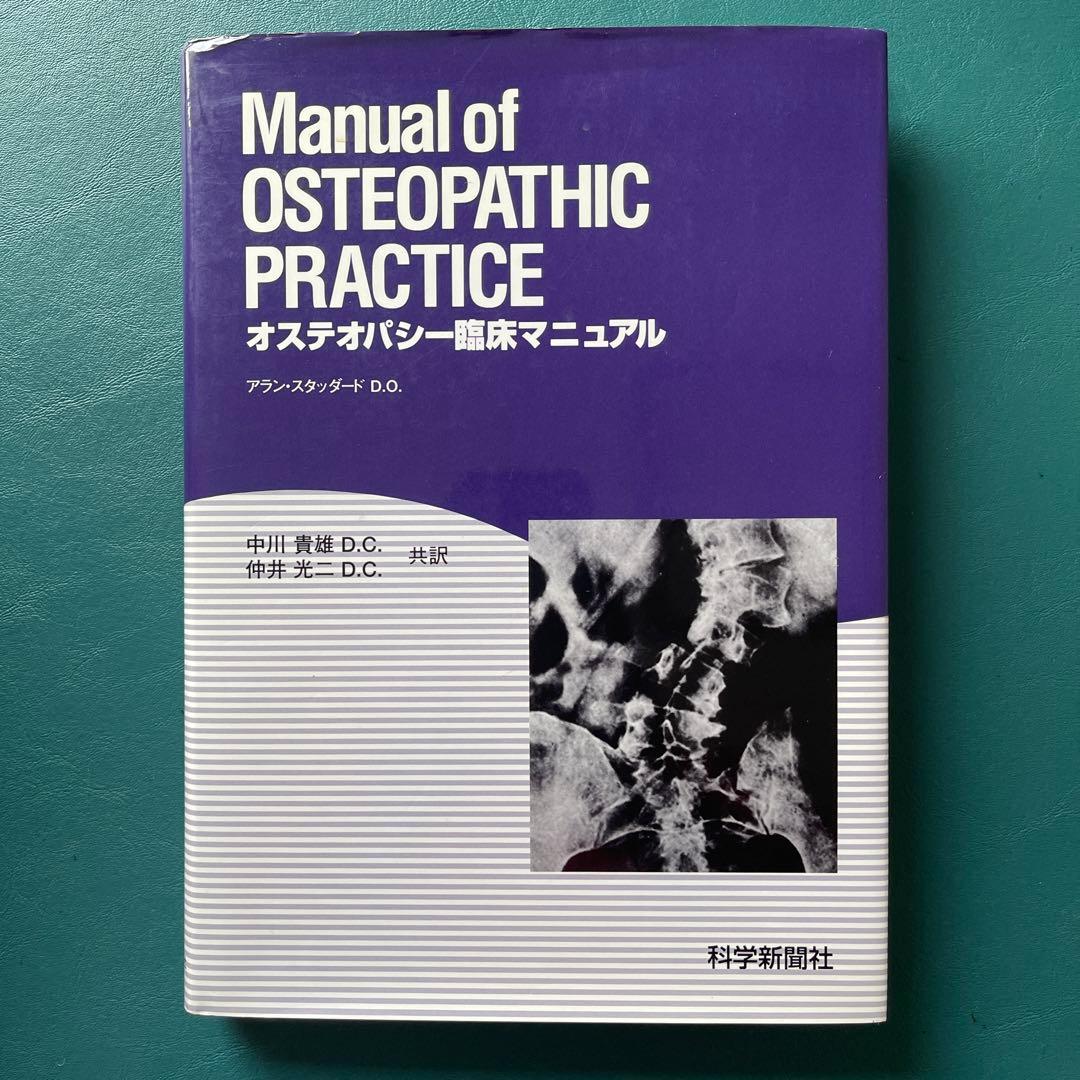 Manual of
OSTEOPATHIC
PRACTICE
オステオパシー臨床マニュアル
アラン・スタッダード D.O.
中川 貴雄 D.C.
仲井 光二 D.C.
共訳
科学新聞社